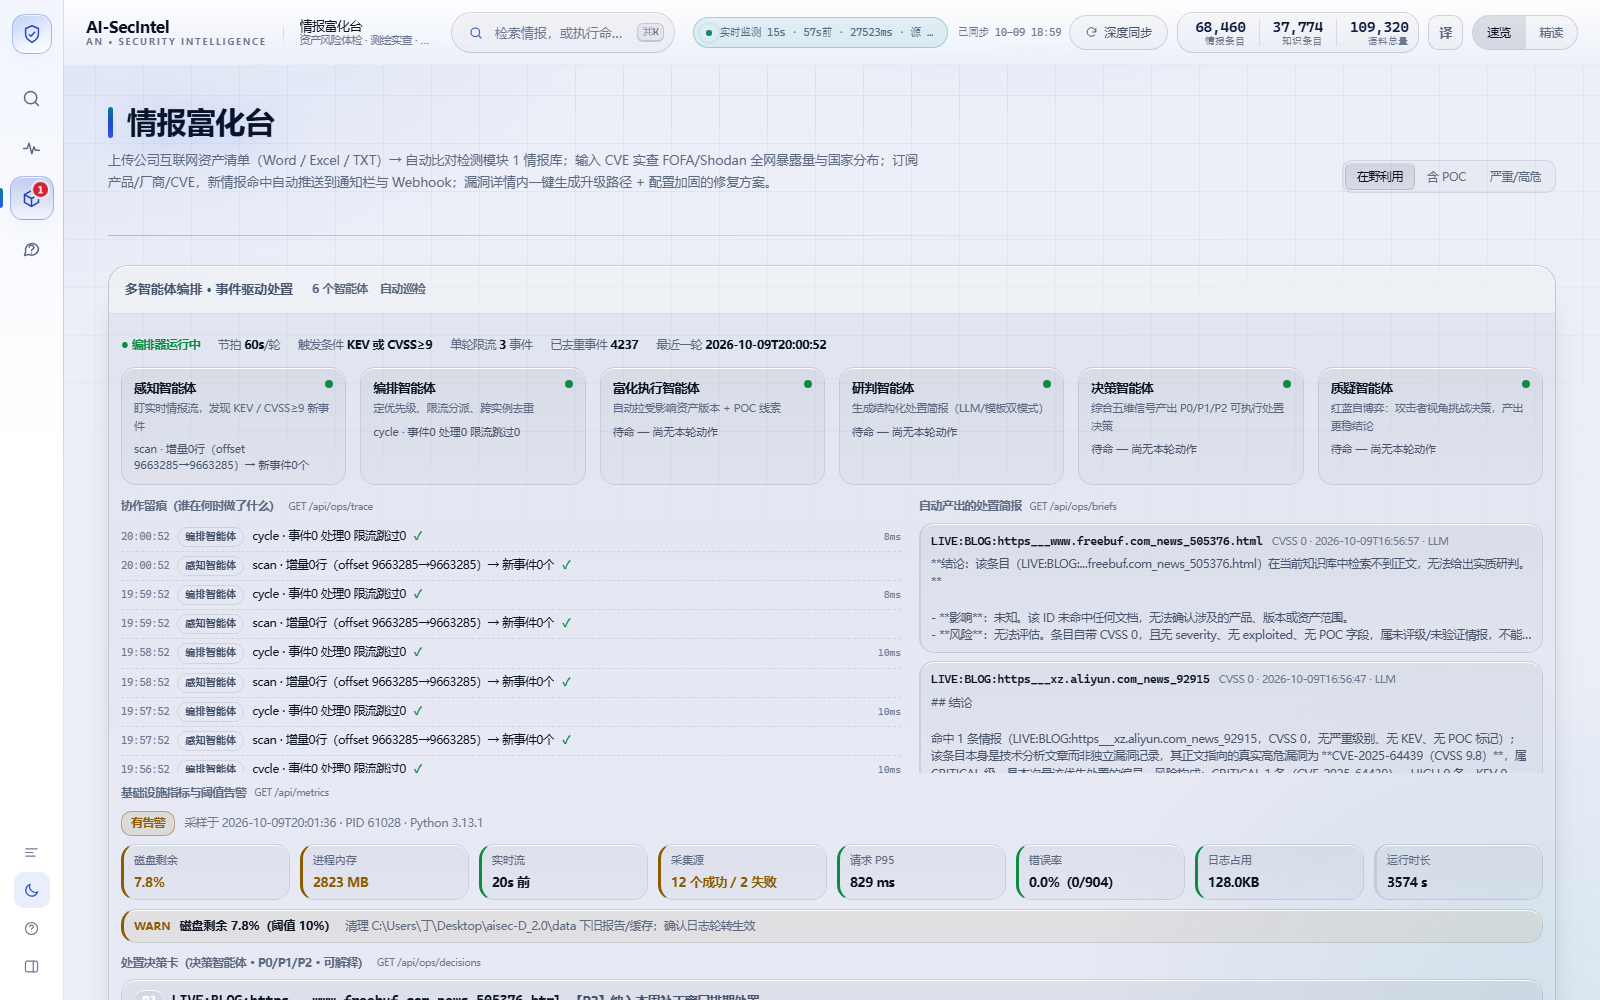 AI-SecIntel
AN • SECURITY INTELLIGENCE
情报富化台
资产风险体检 · 测绘实查 · ...
检索情报，或执行命... ⌘K
实时监测 15s · 57s前 · 27523ms · 源 …
已同步 10-09 18:59
深度同步
68,460 情报条目
37,774 知识条目
109,320 语料总量
译
速览 精读
1
情报富化台
上传公司互联网资产清单（Word / Excel / TXT）→ 自动比对检测模块 1 情报库；输入 CVE 实查 FOFA/Shodan 全网暴露量与国家分布；订阅
产品/厂商/CVE，新情报命中自动推送到通知栏与 Webhook；漏洞详情内一键生成升级路径 + 配置加固的修复方案。
在野利用 含 POC 严重/高危
多智能体编排 • 事件驱动处置 6 个智能体 自动巡检
编排器运行中 节拍 60s/轮 触发条件 KEV 或 CVSS≥9 单轮限流 3 事件 已去重事件 4237 最近一轮 2026-10-09T20:00:52
感知智能体
盯实时情报流，发现 KEV / CVSS≥9 新事
件
scan · 增量0行（offset
9663285→9663285）→ 新事件0个
编排智能体
定优先级、限流分派、跨实例去重
cycle · 事件0 处理0 限流跳过0
富化执行智能体
自动拉受影响资产版本 + POC 线索
待命 — 尚无本轮动作
研判智能体
生成结构化处置简报（LLM/模板双模式）
待命 — 尚无本轮动作
决策智能体
综合五维信号产出 P0/P1/P2 可执行处置
决策
待命 — 尚无本轮动作
质疑智能体
红蓝自博弈：攻击者视角挑战决策，产出
更稳结论
待命 — 尚无本轮动作
协作留痕（谁在何时做了什么） GET /api/ops/trace
20:00:52 编排智能体 cycle · 事件0 处理0 限流跳过0 ✓ 8ms
20:00:52 感知智能体 scan · 增量0行（offset 9663285→9663285）→ 新事件0个 ✓
19:59:52 编排智能体 cycle · 事件0 处理0 限流跳过0 ✓ 8ms
19:59:52 感知智能体 scan · 增量0行（offset 9663285→9663285）→ 新事件0个 ✓
19:58:52 编排智能体 cycle · 事件0 处理0 限流跳过0 ✓ 10ms
19:58:52 感知智能体 scan · 增量0行（offset 9663285→9663285）→ 新事件0个 ✓
19:57:52 编排智能体 cycle · 事件0 处理0 限流跳过0 ✓ 10ms
19:57:52 感知智能体 scan · 增量0行（offset 9663285→9663285）→ 新事件0个 ✓
19:56:52 编排智能体 cycle · 事件0 处理0 限流跳过0 ✓ 10ms
自动产出的处置简报 GET /api/ops/briefs
LIVE:BLOG:https___www.freebuf.com_news_505376.html CVSS 0 · 2026-10-09T16:56:57 · LLM
**结论：该条目（LIVE:BLOG:...freebuf.com_news_505376.html）在当前知识库中检索不到正文，无法给出实质研判。
**
- **影响**：未知。该 ID 未命中任何文档，无法确认涉及的产品、版本或资产范围。
- **风险**：无法评估。条目自带 CVSS 0，且无 severity、无 exploited、无 POC 字段，属未评级/未验证情报，不能...
LIVE:BLOG:https___xz.aliyun.com_news_92915 CVSS 0 · 2026-10-09T16:56:47 · LLM
## 结论
命中 1 条情报（LIVE:BLOG:https___xz.aliyun.com_news_92915，CVSS 0，无严重级别、无 KEV、无 POC 标记）；
该条目本身是技术分析文章而非独立漏洞记录，其正文指向的真实高危漏洞为 **CVE-2025-64439（CVSS 9.8）**，属
基础设施指标与阈值告警 GET /api/metrics
有告警 采样于 2026-10-09T20:01:36 · PID 61028 · Python 3.13.1
磁盘剩余
7.8%
进程内存
2823 MB
实时流
20s 前
采集源
12 个成功 / 2 失败
请求 P95
829 ms
错误率
0.0% (0/904)
日志占用
128.0KB
运行时长
3574 s
WARN 磁盘剩余 7.8%（阈值 10%） 清理 C:\Users\丁\Desktop\aisec-D_2.0\data 下旧报告/缓存；确认日志轮转生效
处置决策卡（决策智能体 • P0/P1/P2 • 可解释） GET /api/ops/decisions